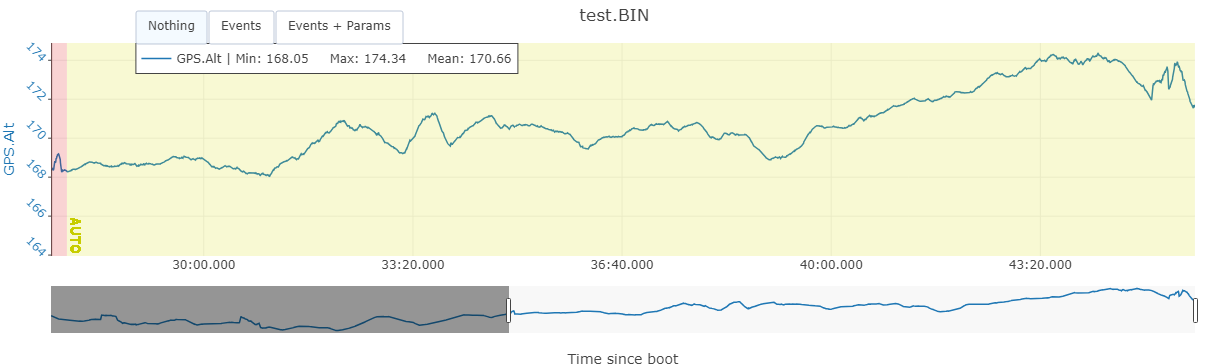 test.BIN
Nothing
Events
Events + Params
GPS.Alt | Min: 168.05 Max: 174.34 Mean: 170.66
GPS.Alt
174
172
170
168
166
164
AUTO
30:00.000
33:20.000
36:40.000
40:00.000
43:20.000
Time since boot